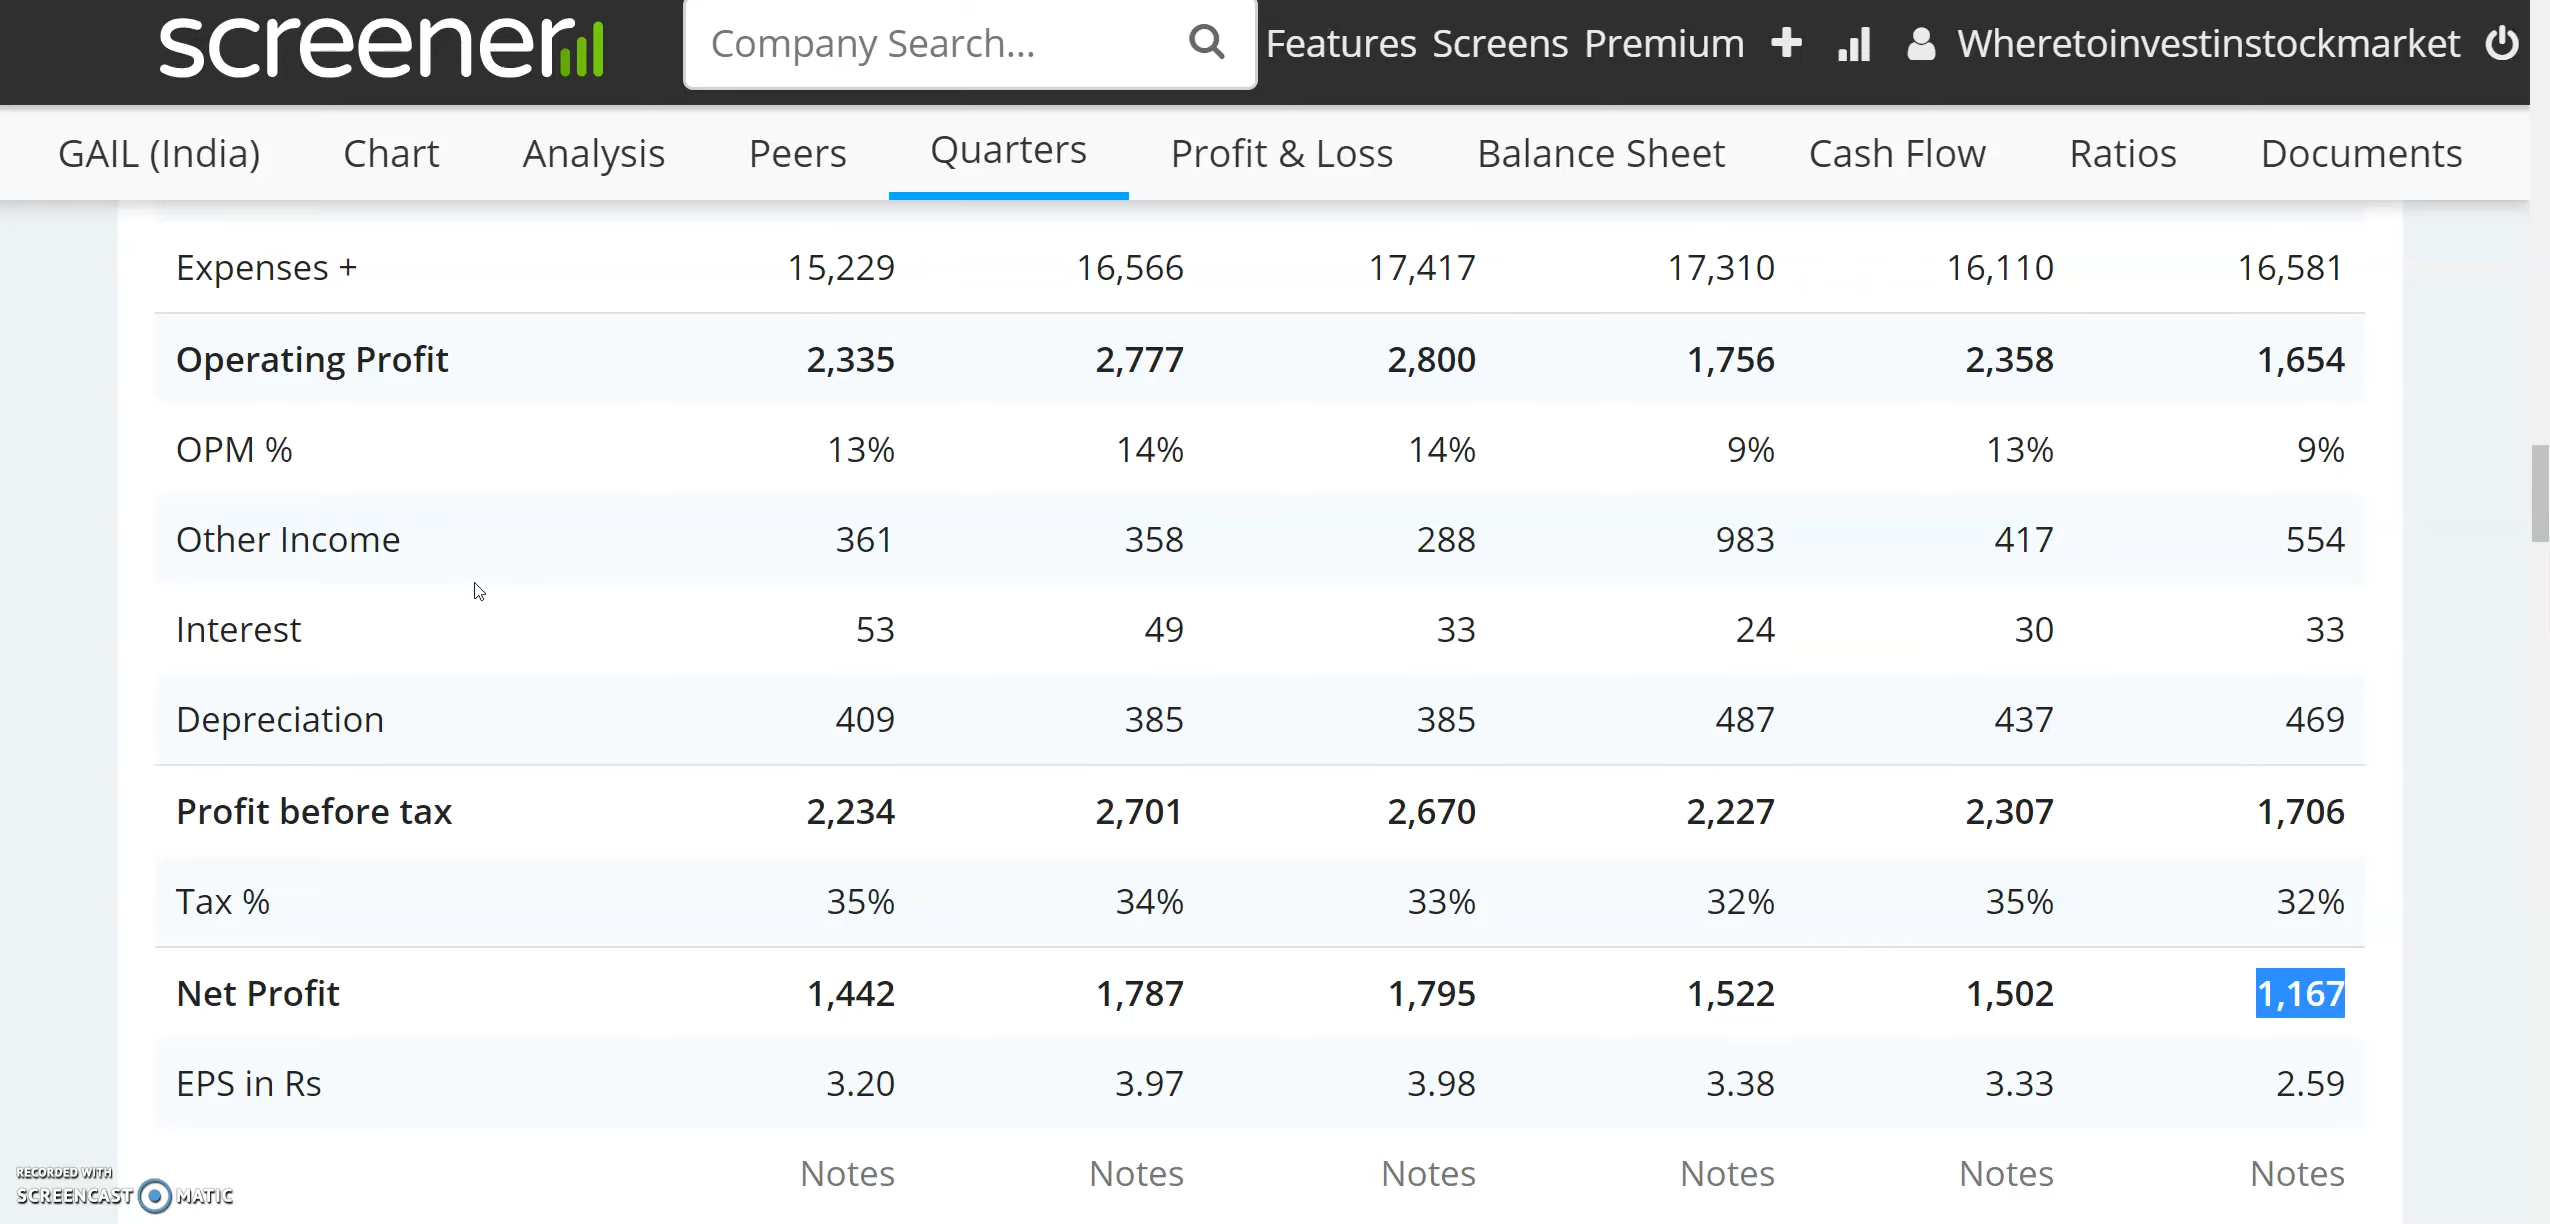 screener Company Search... Features Screens Premium Wheretoinvestinstockmarket
GAIL (India) Chart Analysis Peers Quarters Profit & Loss Balance Sheet Cash Flow Ratios Documents
Expenses + 15,229 16,566 17,417 17,310 16,110 16,581
Operating Profit 2,335 2,777 2,800 1,756 2,358 1,654
OPM % 13% 14% 14% 9% 13% 9%
Other Income 361 358 288 983 417 554
Interest 53 49 33 24 30 33
Depreciation 409 385 385 487 437 469
Profit before tax 2,234 2,701 2,670 2,227 2,307 1,706
Tax % 35% 34% 33% 32% 35% 32%
Net Profit 1,442 1,787 1,795 1,522 1,502 1,167
EPS in Rs 3.20 3.97 3.98 3.38 3.33 2.59
Notes Notes Notes Notes Notes Notes
RECORDED WITH
SCREENCAST MATIC